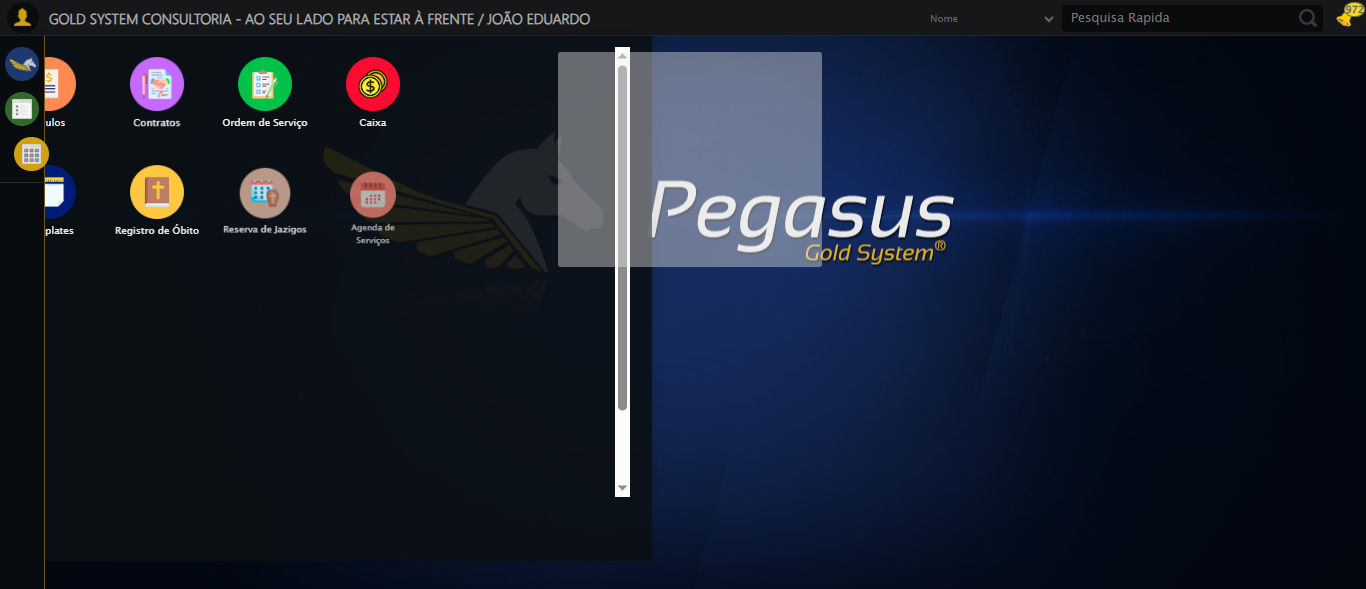 GOLD SYSTEM CONSULTORIA - AO SEU LADO PARA ESTAR À FRENTE / JOÃO EDUARDO
Nome
Pesquisa Rapida
972
ulos
Contratos
Ordem de Serviço
Caixa
plates
Registro de Óbito
Reserva de Jazigos
Agenda de
Serviços
Pegasus
Gold System®